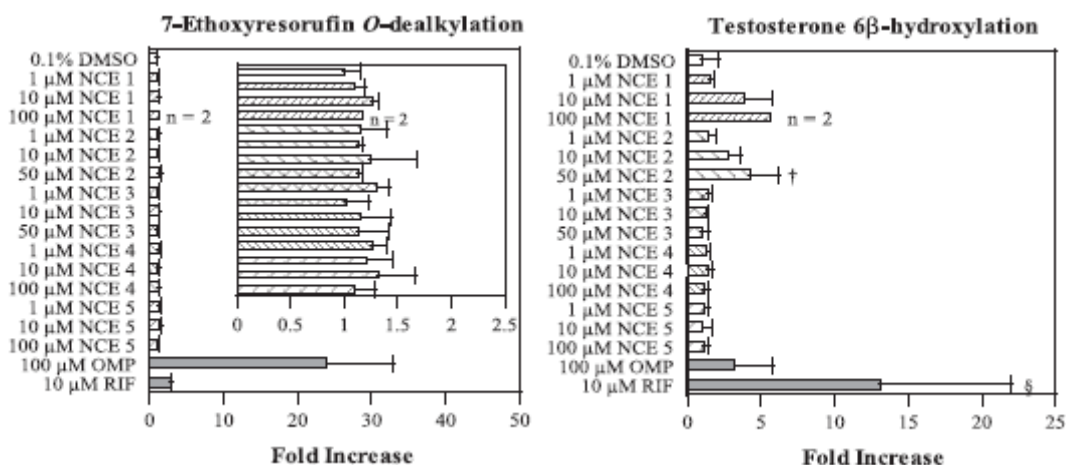 7-Ethoxyresorufin O-dealkylation
0.1% DMSO
1 µM NCE 1
10 µM NCE 1
100 µM NCE 1
1 µM NCE 2
10 µM NCE 2
50 µM NCE 2
1 µM NCE 3
10 µM NCE 3
50 µM NCE 3
1 µM NCE 4
10 µM NCE 4
100 µM NCE 4
1 µM NCE 5
10 µM NCE 5
100 µM NCE 5
100 µM OMP
10 µM RIF
n = 2
n = 2
0 0.5 1 1.5 2 2.5
0 10 20 30 40 50
Fold Increase
Testosterone 6β-hydroxylation
0.1% DMSO
1 µM NCE 1
10 µM NCE 1
100 µM NCE 1
1 µM NCE 2
10 µM NCE 2
50 µM NCE 2
1 µM NCE 3
10 µM NCE 3
50 µM NCE 3
1 µM NCE 4
10 µM NCE 4
100 µM NCE 4
1 µM NCE 5
10 µM NCE 5
100 µM NCE 5
100 µM OMP
10 µM RIF
n = 2
†
§
0 5 10 15 20 25
Fold Increase